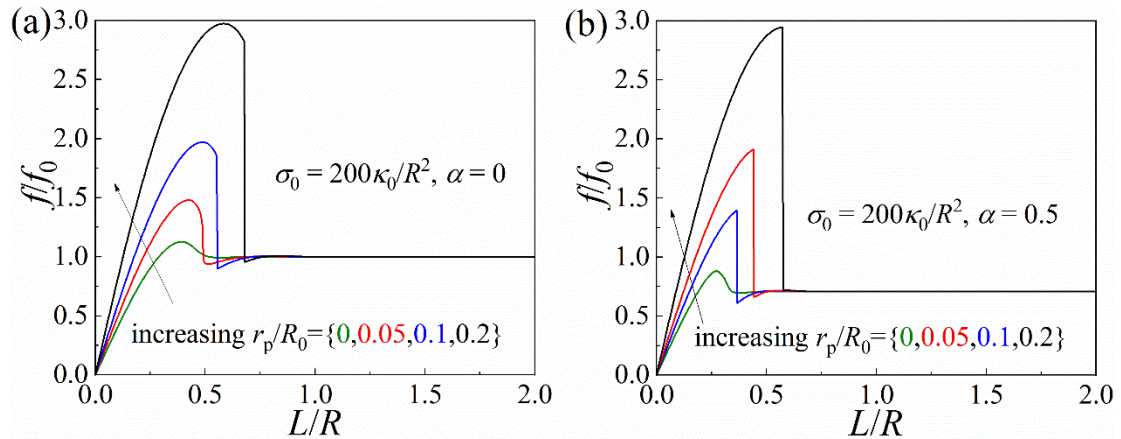 (a)
3.0
2.5
2.0
1.5
1.0
0.5
0.0
f/f₀
σ₀ = 200κ₀/R², α = 0
increasing rₚ/R₀={0,0.05,0.1,0.2}
0.0 0.5 1.0 1.5 2.0
L/R
(b)
3.0
2.5
2.0
1.5
1.0
0.5
0.0
f/f₀
σ₀ = 200κ₀/R², α = 0.5
increasing rₚ/R₀={0,0.05,0.1,0.2}
0.0 0.5 1.0 1.5 2.0
L/R